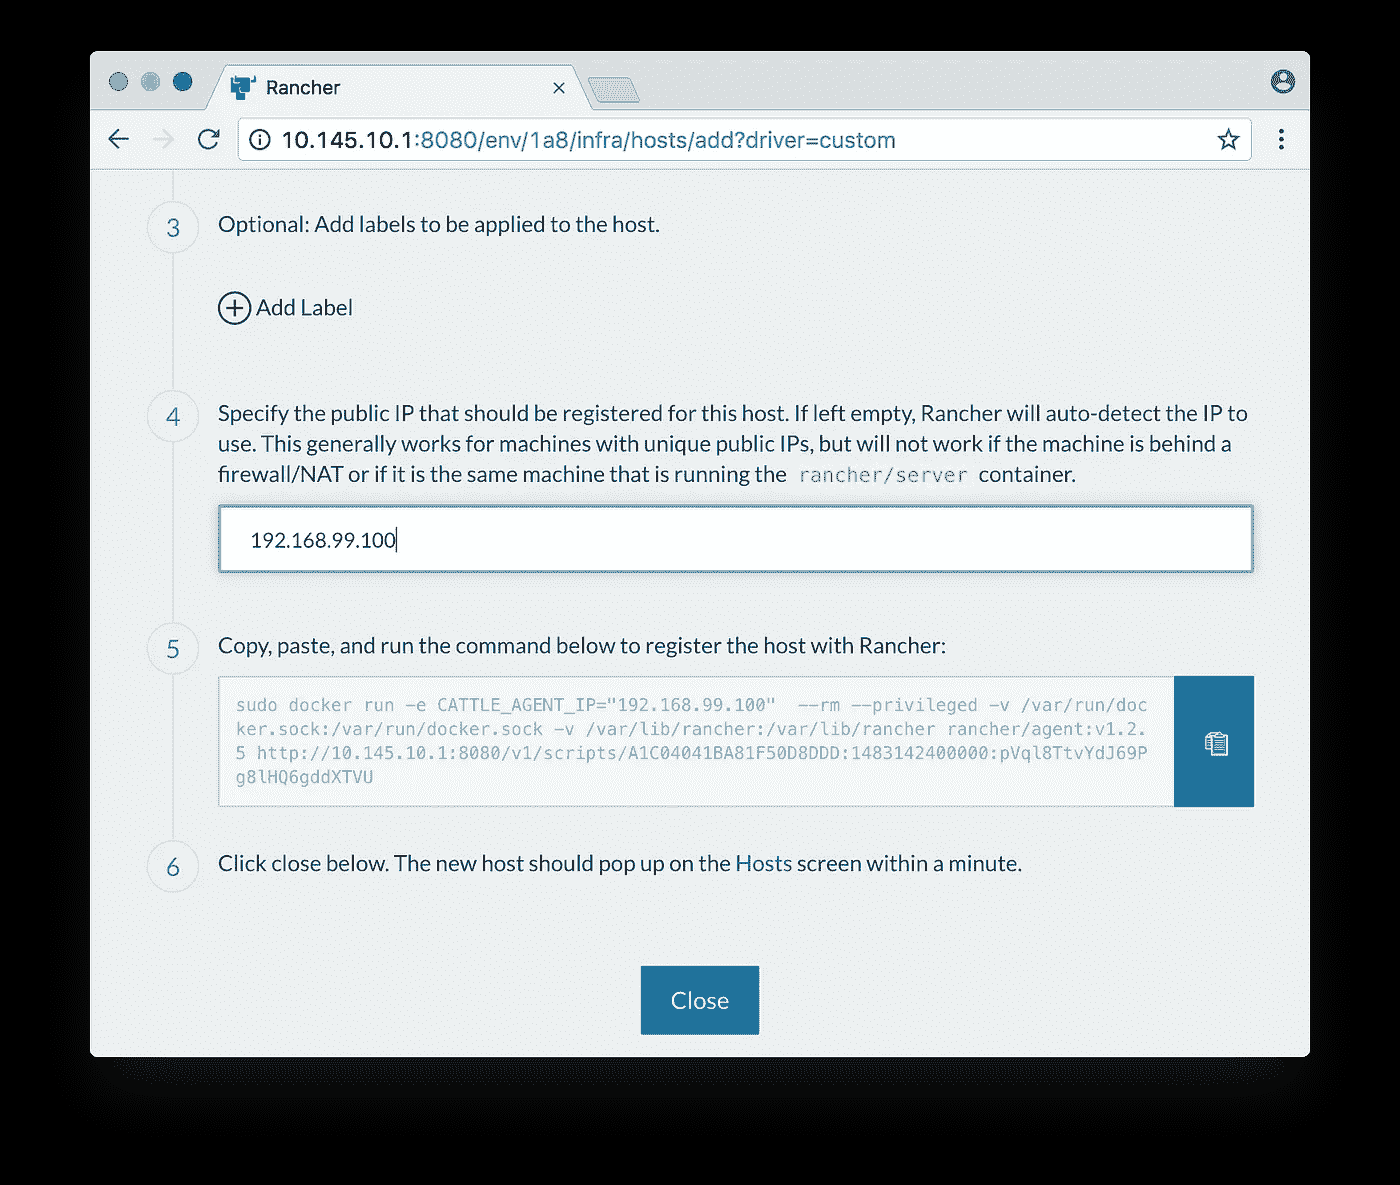 Rancher
10.145.10.1:8080/env/1a8/infra/hosts/add?driver=custom
3
Optional: Add labels to be applied to the host.
Add Label
4
Specify the public IP that should be registered for this host. If left empty, Rancher will auto-detect the IP to
use. This generally works for machines with unique public IPs, but will not work if the machine is behind a
firewall/NAT or if it is the same machine that is running the rancher/server container.
192.168.99.100
5
Copy, paste, and run the command below to register the host with Rancher:
sudo docker run -e CATTLE_AGENT_IP="192.168.99.100"  --rm --privileged -v /var/run/doc
ker.sock:/var/run/docker.sock -v /var/lib/rancher:/var/lib/rancher rancher/agent:v1.2.
5 http://10.145.10.1:8080/v1/scripts/A1C04041BA81F50D8DDD:1483142400000:pVql8TtvYdJ69P
g8lHQ6gddXTVU
6
Click close below. The new host should pop up on the Hosts screen within a minute.
Close